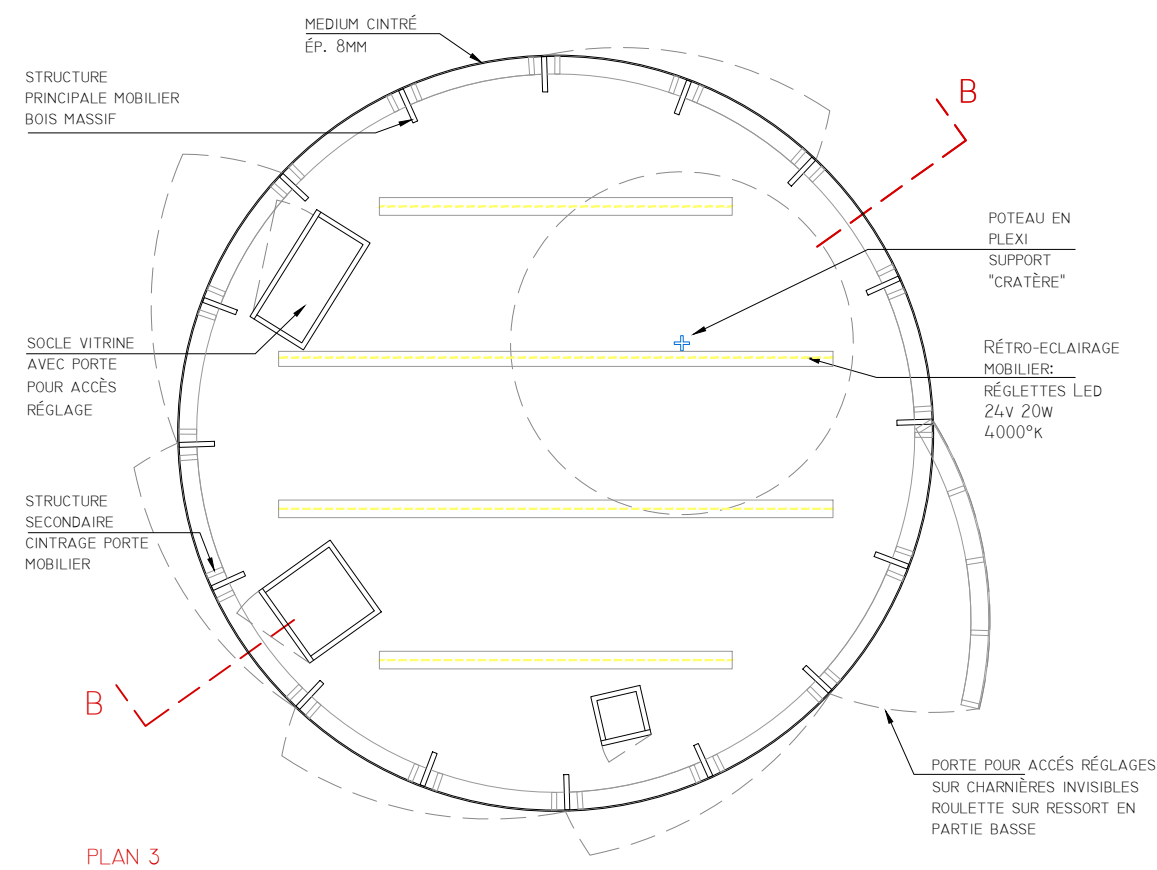 MEDIUM CINTRÉ
ÉP. 8MM
STRUCTURE
PRINCIPALE MOBILIER
BOIS MASSIF
B
POTEAU EN
PLEXI
SUPPORT
"CRATÈRE"
SOCLE VITRINE
AVEC PORTE
POUR ACCÈS
RÉGLAGE
RÉTRO-ECLAIRAGE
MOBILIER:
RÉGLETTES LED
24V 20W
4000°K
STRUCTURE
SECONDAIRE
CINTRAGE PORTE
MOBILIER
B
PORTE POUR ACCÉS RÉGLAGES
SUR CHARNIÈRES INVISIBLES
ROULETTE SUR RESSORT EN
PARTIE BASSE
PLAN 3